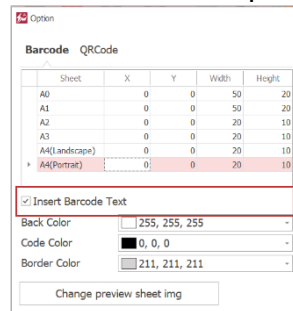 Option
Barcode QRCode
Sheet X Y Width Height
A0 0 0 50 20
A1 0 0 50 20
A2 0 0 20 10
A3 0 0 20 10
A4(Landscape) 0 0 20 10
A4(Portrait) 0 0 20 10
Insert Barcode Text
Back Color 255, 255, 255
Code Color 0, 0, 0
Border Color 211, 211, 211
Change preview sheet img